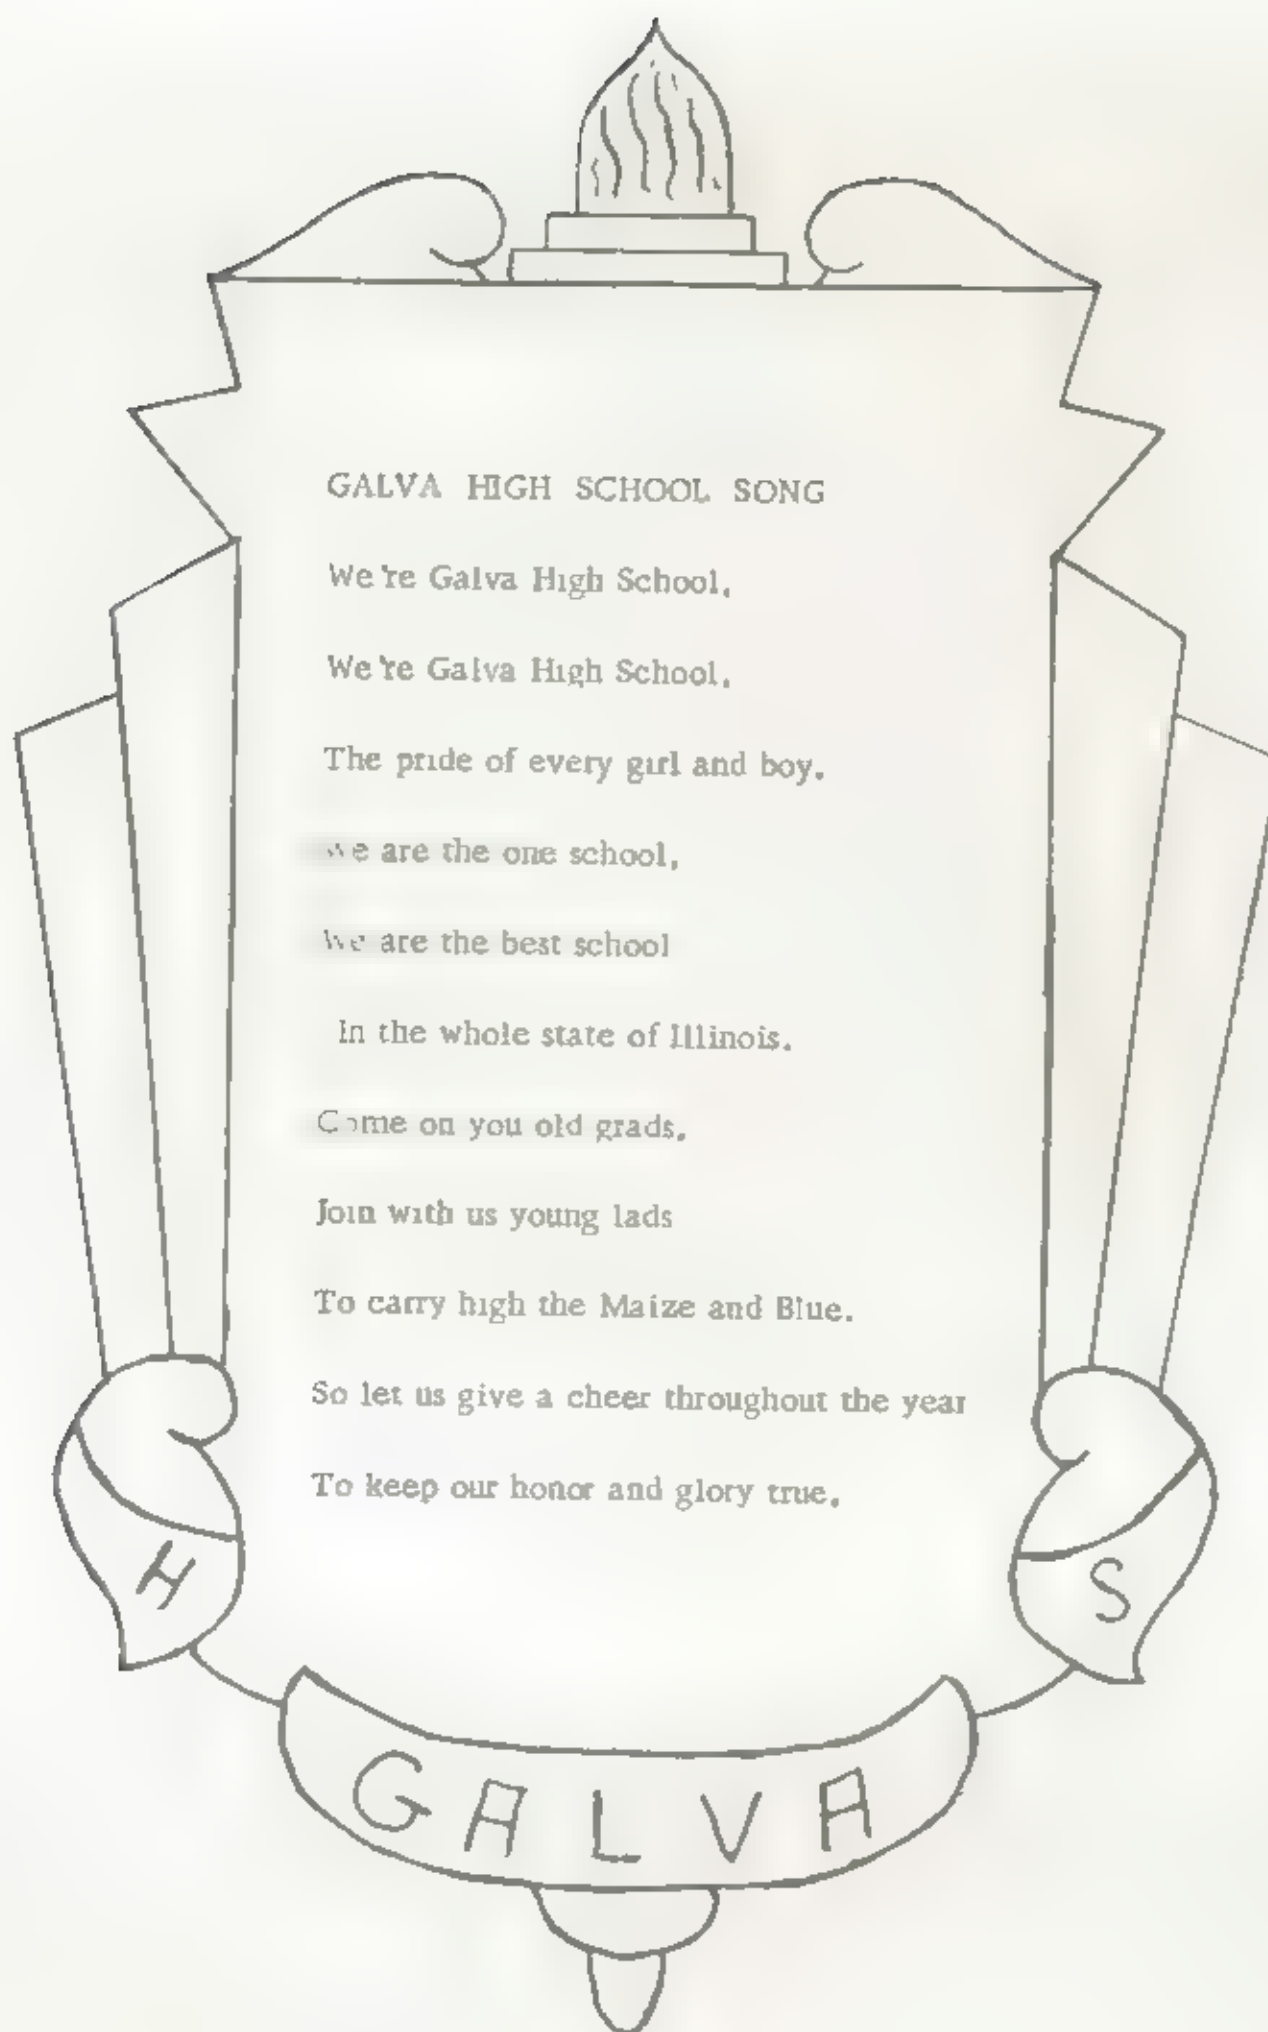 GALVA HIGH SCHOOL SONG
We're Galva High School,
We're Galva High School,
The pride of every girl and boy.
We are the one school,
We are the best school
In the whole state of Illinois.
Come on you old grads,
Join with us young lads
To carry high the Maize and Blue.
So let us give a cheer throughout the year
To keep our honor and glory true.
H S
GALVA